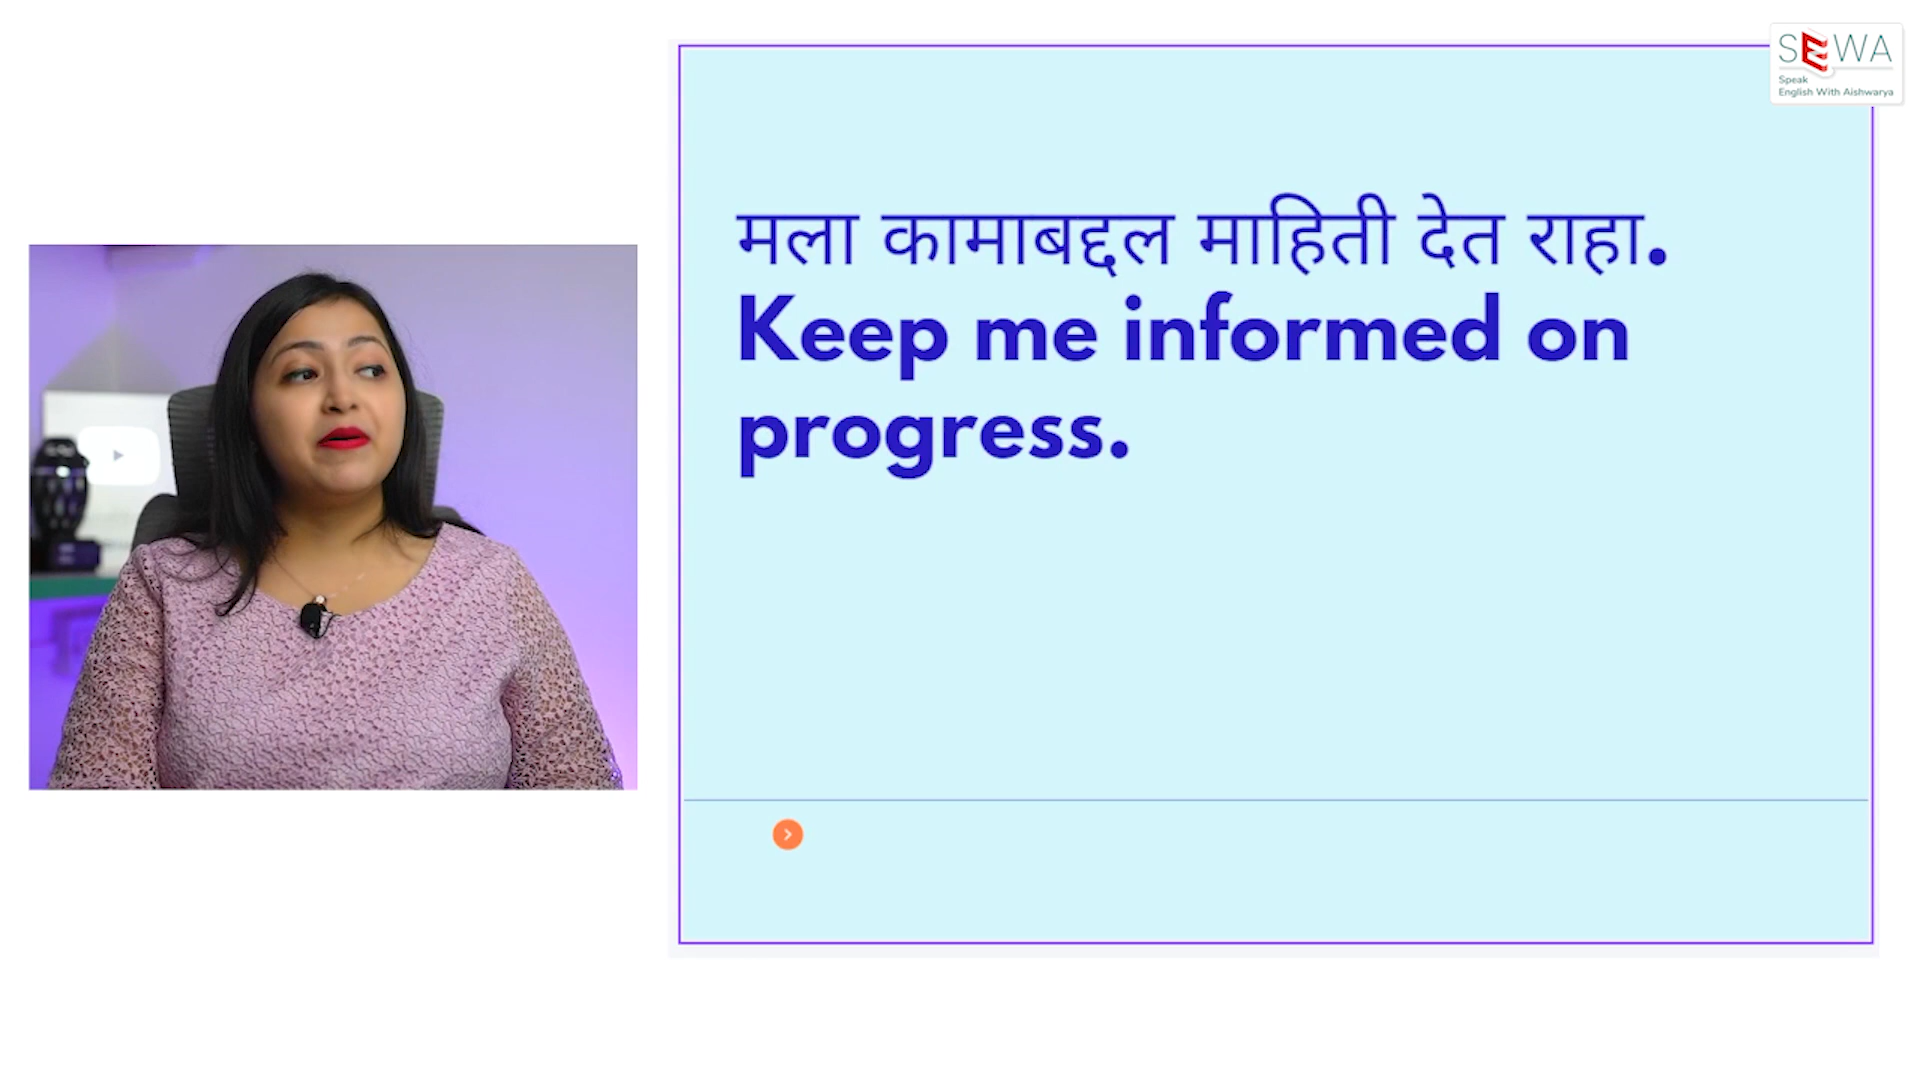 SEWA
Speak
English With Aishwarya
मला कामाबद्दल माहिती देत राहा.
Keep me informed on
progress.